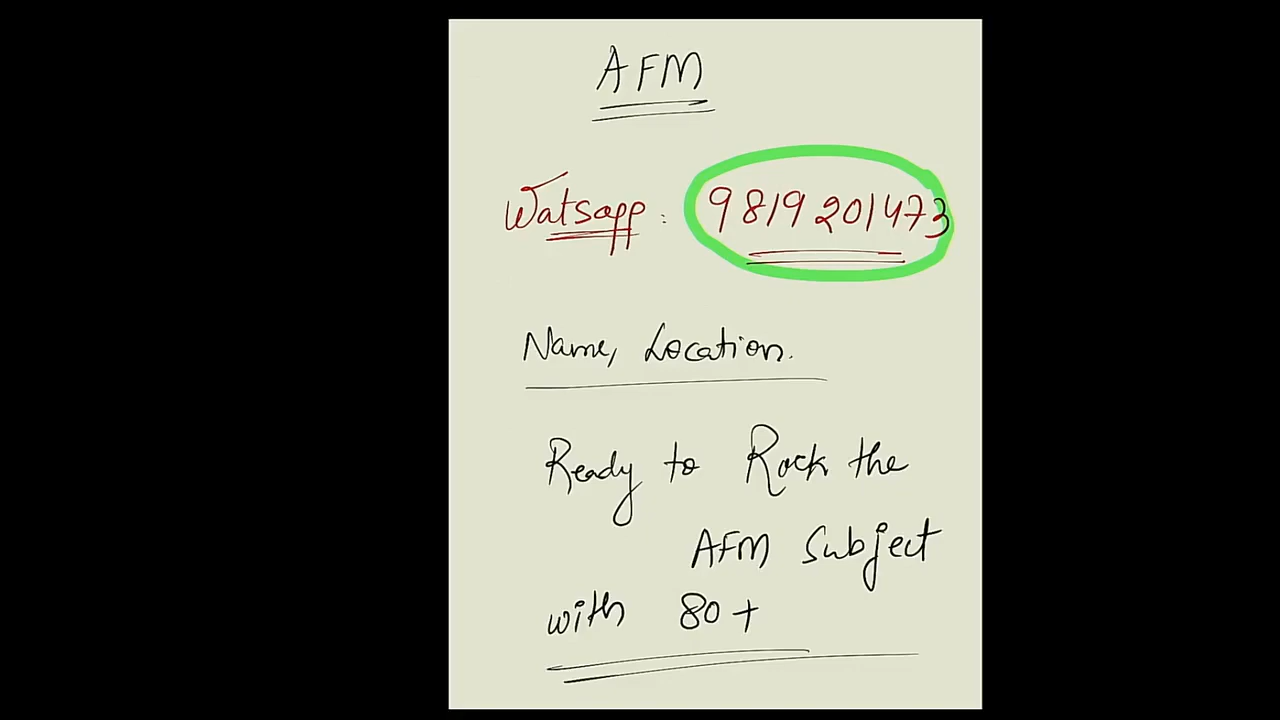 AFM
Watsapp : 9819201473
Name, Location.
Ready to Rock the
AFM Subject
with 80+